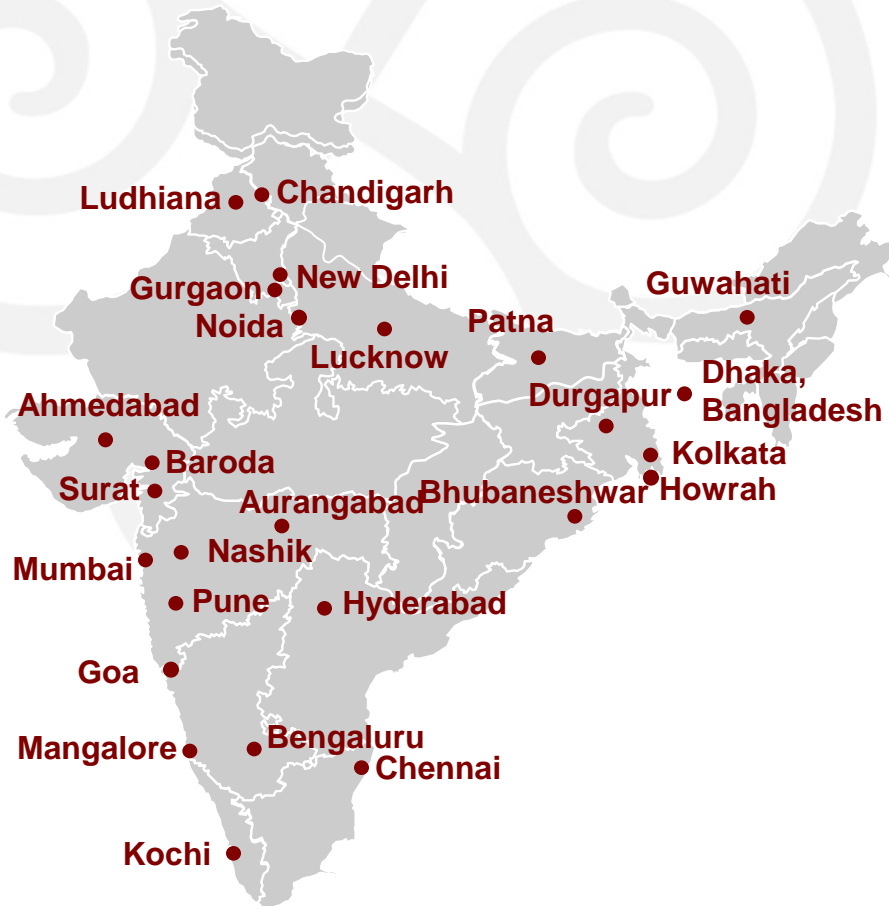 Ludhiana
Chandigarh
New Delhi
Gurgaon
Guwahati
Noida
Patna
Lucknow
Dhaka,
Bangladesh
Durgapur
Ahmedabad
Kolkata
Baroda
Surat
Bhubaneshwar
Howrah
Aurangabad
Nashik
Mumbai
Pune
Hyderabad
Goa
Bengaluru
Mangalore
Chennai
Kochi